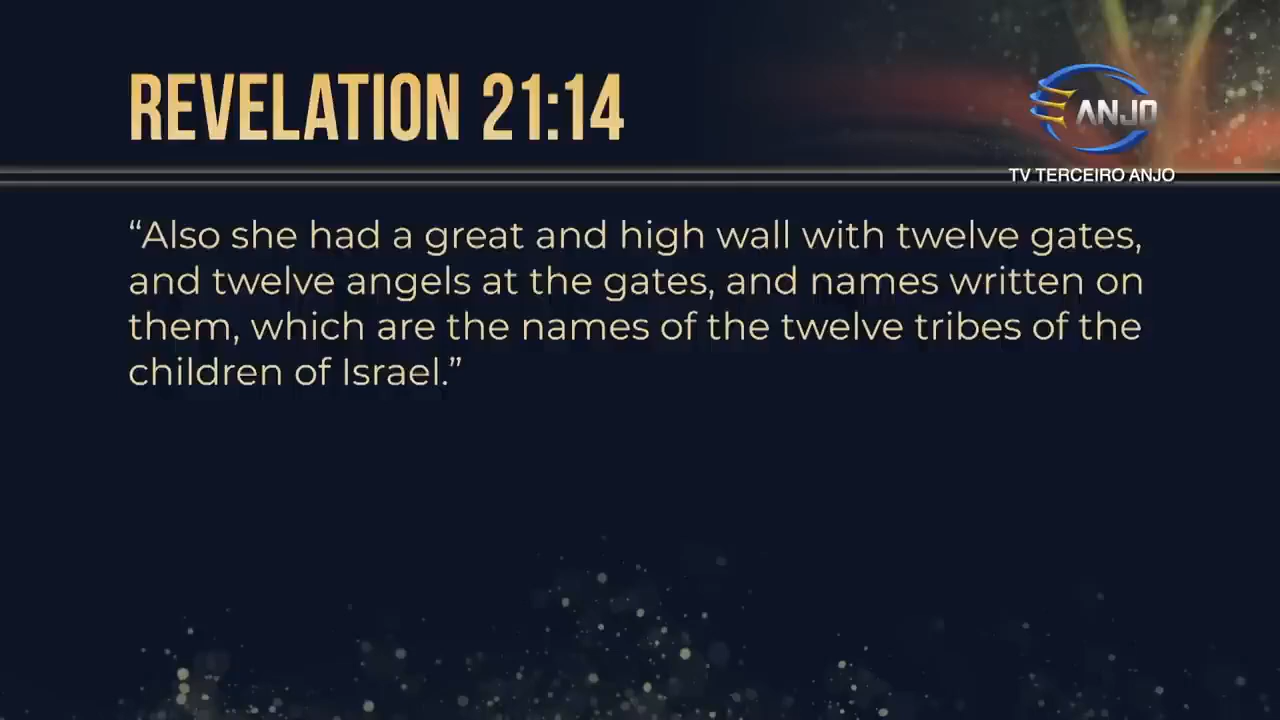 REVELATION 21:14
ANJO
TV TERCEIRO ANJO
“Also she had a great and high wall with twelve gates,
and twelve angels at the gates, and names written on
them, which are the names of the twelve tribes of the
children of Israel.”